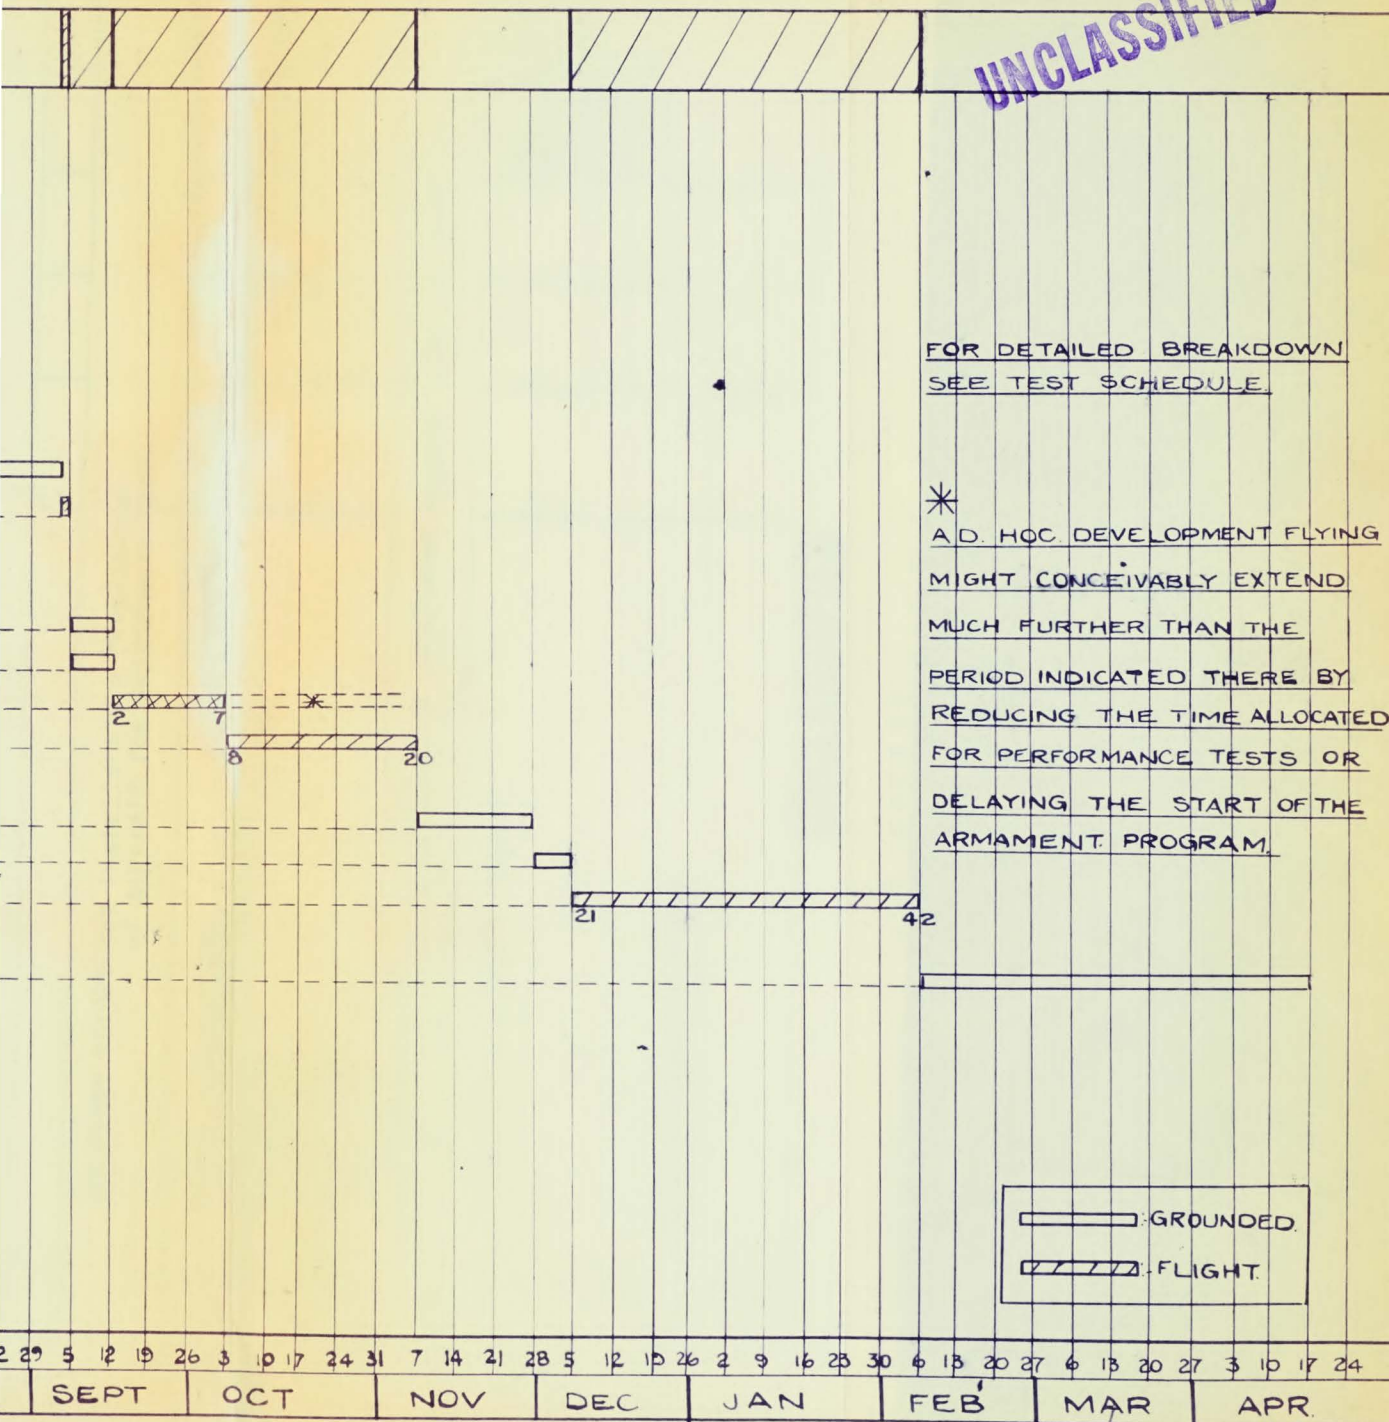 UNCLASSIFIED
FOR DETAILED BREAKDOWN
SEE TEST SCHEDULE.
*
A.D. HOC. DEVELOPMENT FLYING
MIGHT CONCEIVABLY EXTEND
MUCH FURTHER THAN THE
PERIOD INDICATED THERE BY
REDUCING THE TIME ALLOCATED
FOR PERFORMANCE TESTS OR
DELAYING THE START OF THE
ARMAMENT. PROGRAM.
*
2 7
8 20
21 42
GROUNDED.
FLIGHT.
2 29 5 12 19 26 3 10 17 24 31 7 14 21 28 5 12 19 26 2 9 16 23 30 6 13 20 27 6 13 20 27 3 10 17 24
SEPT OCT NOV DEC JAN FEB MAR APR.